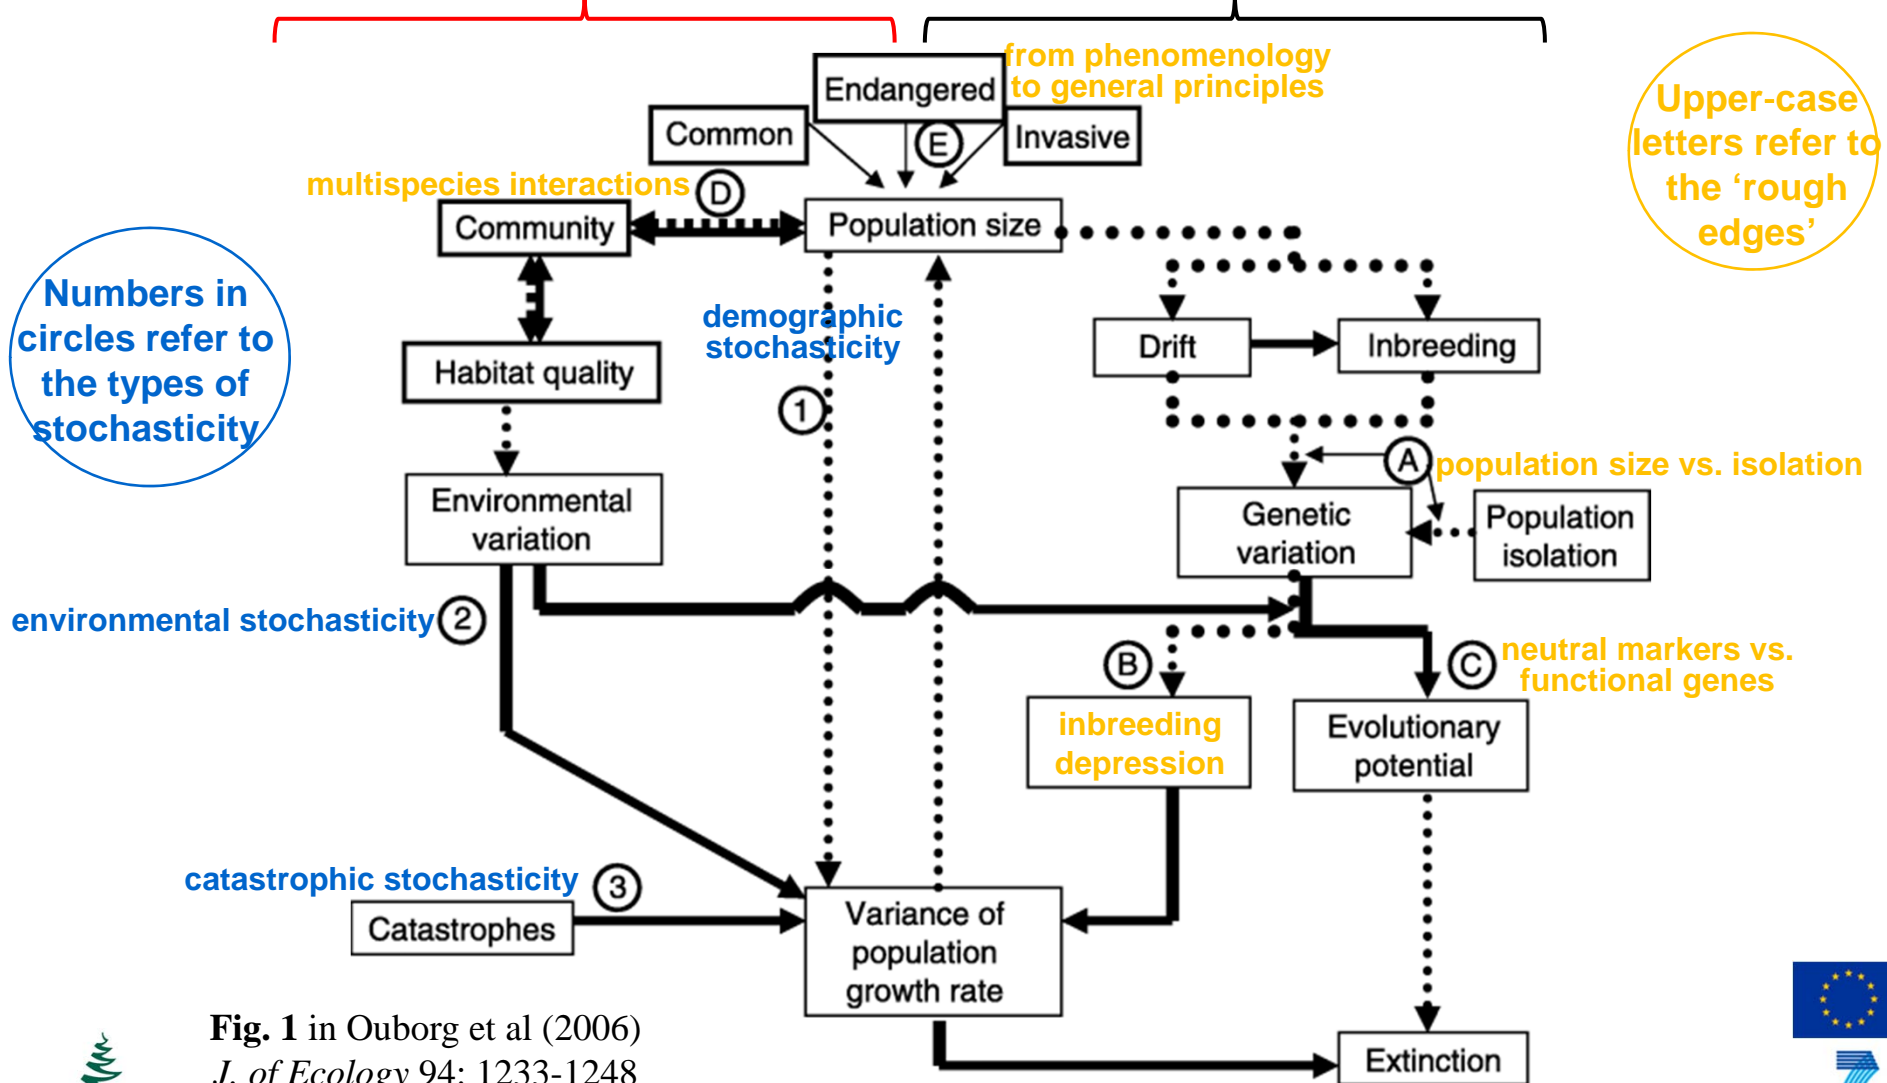 from phenomenology
to general principles
Endangered
Common
E
Invasive
Upper-case
letters refer to
the ‘rough
edges’
multispecies interactions
D
Community
Population size
Numbers in
circles refer to
the types of
stochasticity
demographic
stochasticity
Habitat quality
Drift
Inbreeding
1
A
population size vs. isolation
Environmental
variation
Genetic
variation
Population
isolation
environmental stochasticity
2
B
C
neutral markers vs.
functional genes
inbreeding
depression
Evolutionary
potential
catastrophic stochasticity
3
Catastrophes
Variance of
population
growth rate
Extinction
Fig. 1 in Ouborg et al (2006)
J. of Ecology 94: 1233-1248